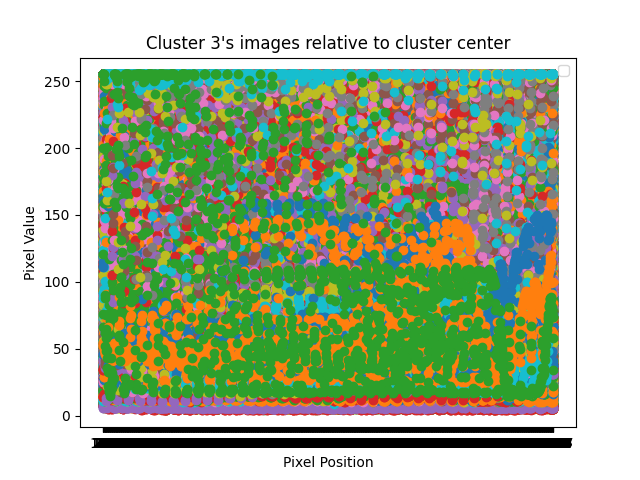 Cluster 3's images relative to cluster center
250
200
150
100
50
0
Pixel Value
Pixel Position